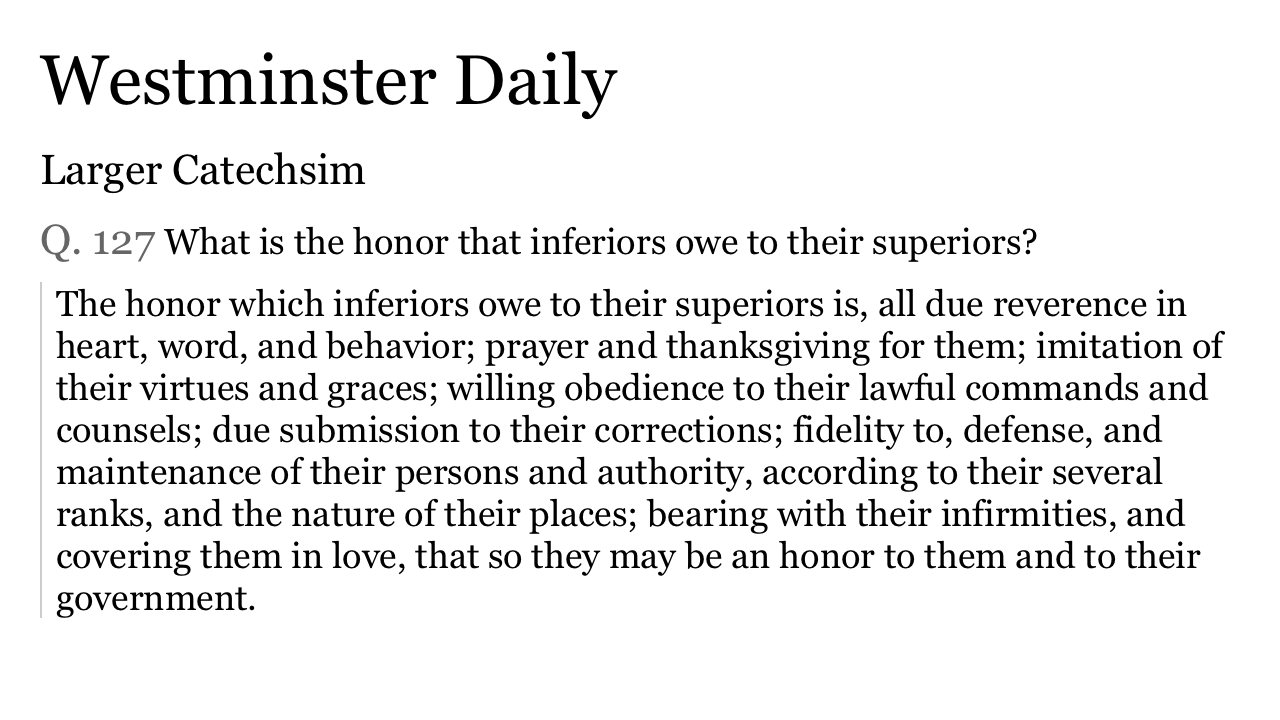 Westminster Daily
Larger Catechsim
Q. 127 What is the honor that inferiors owe to their superiors?
The honor which inferiors owe to their superiors is, all due reverence in
heart, word, and behavior; prayer and thanksgiving for them; imitation of
their virtues and graces; willing obedience to their lawful commands and
counsels; due submission to their corrections; fidelity to, defense, and
maintenance of their persons and authority, according to their several
ranks, and the nature of their places; bearing with their infirmities, and
covering them in love, that so they may be an honor to them and to their
government.